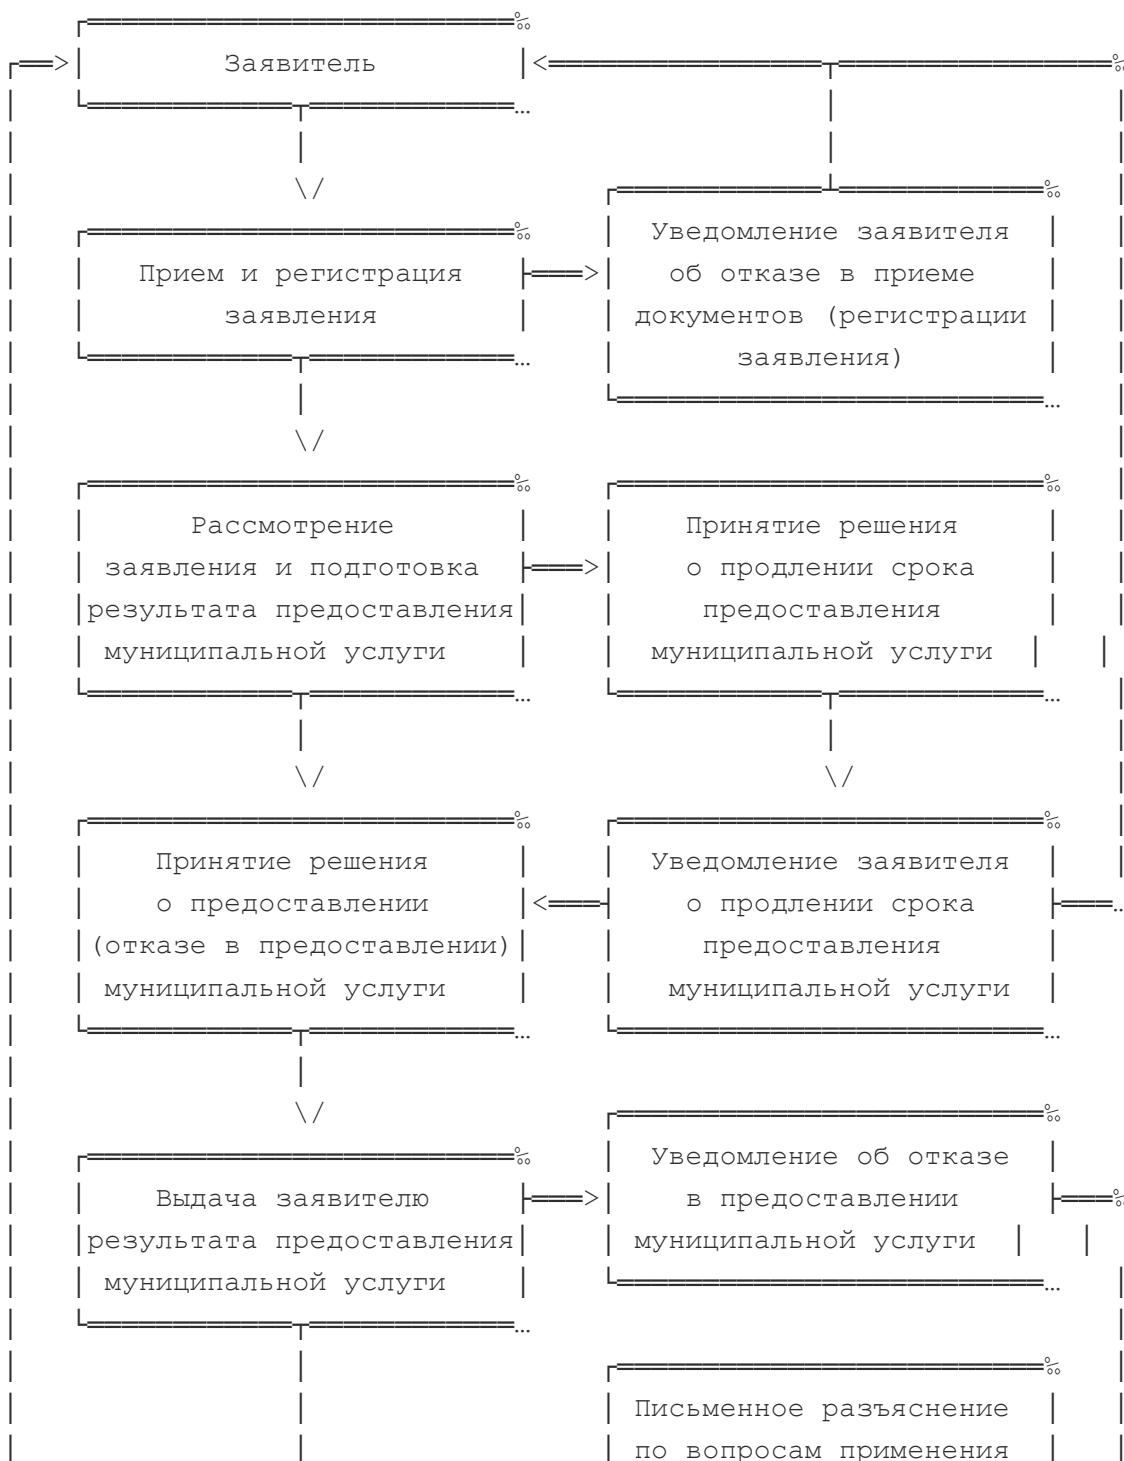 Заявитель
Прием и регистрация
заявления
Уведомление заявителя
об отказе в приеме
документов (регистрации
заявления)
Рассмотрение
заявления и подготовка
результата предоставления
муниципальной услуги
Принятие решения
о продлении срока
предоставления
муниципальной услуги
Принятие решения
о предоставлении
(отказе в предоставлении)
муниципальной услуги
Уведомление заявителя
о продлении срока
предоставления
муниципальной услуги
Выдача заявителю
результата предоставления
муниципальной услуги
Уведомление об отказе
в предоставлении
муниципальной услуги
Письменное разъяснение
по вопросам применения